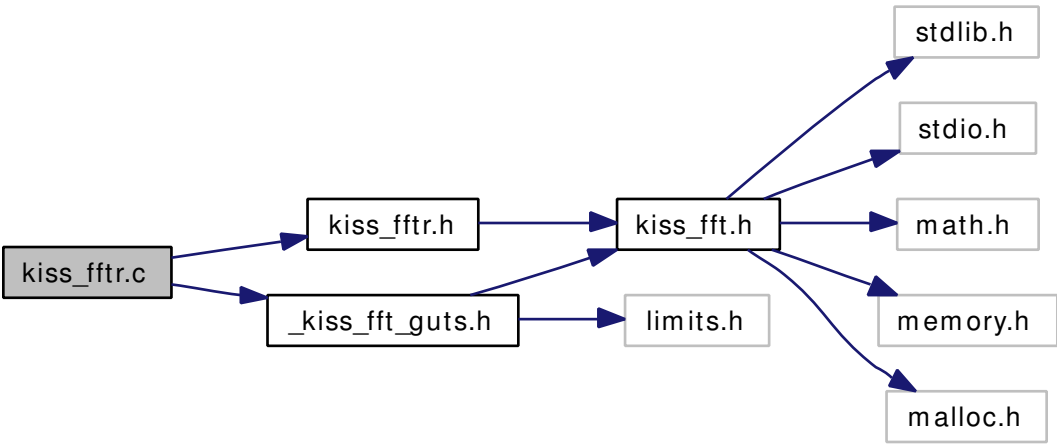 stdlib.h
stdio.h
kiss_fftr.h
kiss_fft.h
math.h
kiss_fftr.c
_kiss_fft_guts.h
limits.h
memory.h
malloc.h